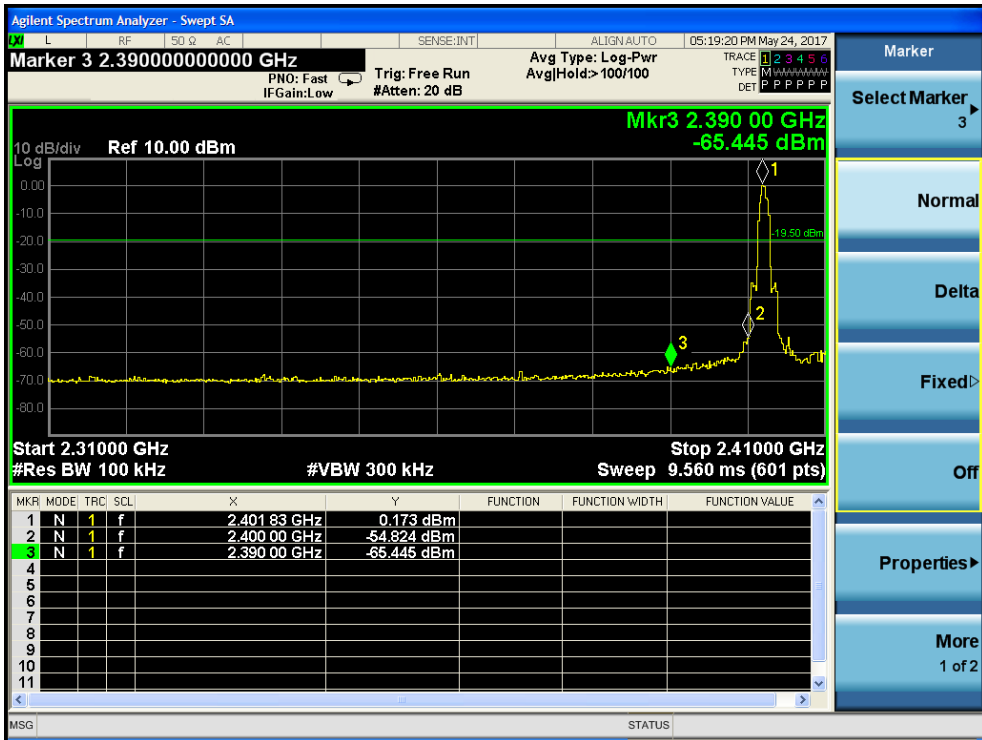 Agilent Spectrum Analyzer - Swept SA
LXI L RF 50 Ω AC SENSE:INT ALIGN AUTO 05:19:20 PM May 24, 2017
Marker 3 2.390000000000 GHz
PNO: Fast
IFGain:Low
Trig: Free Run
#Atten: 20 dB
Avg Type: Log-Pwr
Avg|Hold:> 100/100
TRACE 1 2 3 4 5 6
TYPE M W W W W W
DET P P P P P P
Mkr3 2.390 00 GHz
-65.445 dBm
10 dB/div Ref 10.00 dBm
Log
0.00
-10.0
-20.0
-30.0
-40.0
-50.0
-60.0
-70.0
-80.0
1
-19.50 dBm
2
3
Start 2.31000 GHz Stop 2.41000 GHz
#Res BW 100 kHz #VBW 300 kHz Sweep 9.560 ms (601 pts)
MKR MODE TRC SCL X Y FUNCTION FUNCTION WIDTH FUNCTION VALUE
1 N 1 f 2.401 83 GHz 0.173 dBm
2 N 1 f 2.400 00 GHz -54.824 dBm
3 N 1 f 2.390 00 GHz -65.445 dBm
4
5
6
7
8
9
10
11
MSG STATUS
Marker
Select Marker
3
Normal
Delta
Fixed
Off
Properties
More
1 of 2